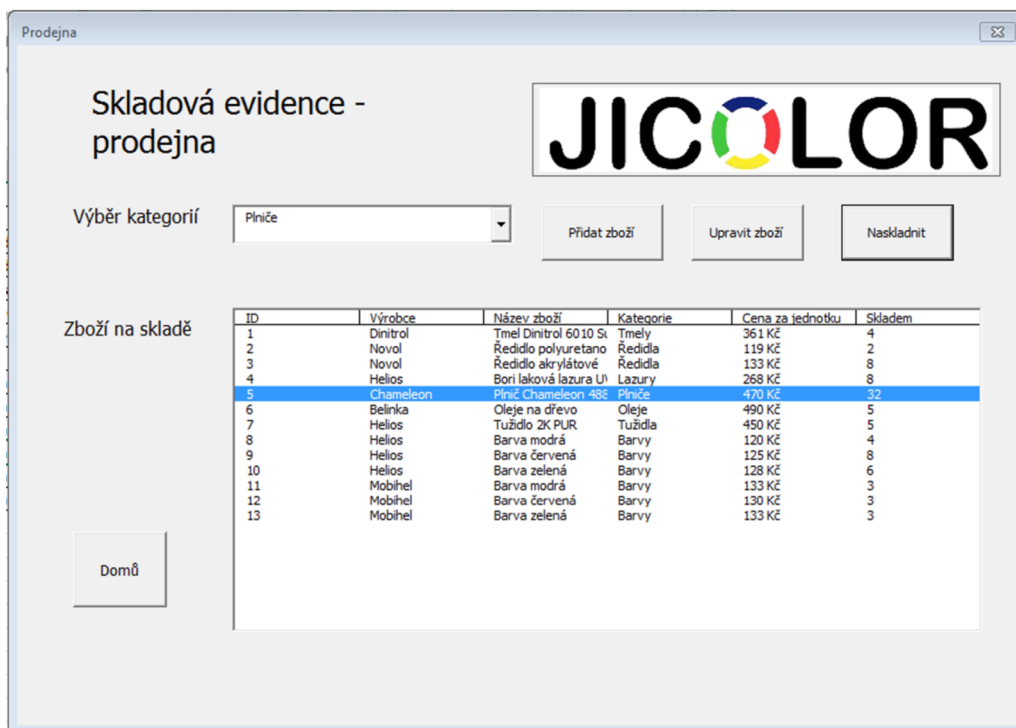 Prodejna
Skladová evidence -
prodejna
JICOLOR
Výběr kategorií
Plniče
Přidat zboží
Upravit zboží
Naskladnit
Zboží na skladě
ID Výrobce Název zboží Kategorie Cena za jednotku Skladem
1 Dinitrol Tmel Dinitrol 6010 Tmely 361 Kč 4
2 Novol Ředidlo polyuretano Ředidla 119 Kč 2
3 Novol Ředidlo akrylátové Ředidla 133 Kč 8
4 Helios Bori laková lazura Lazury 268 Kč 8
5 Chameleon Plnič Chameleon 488 Plniče 470 Kč 32
6 Belinka Oleje na dřevo Oleje 490 Kč 5
7 Helios Tužidlo 2K PUR Tužidla 450 Kč 5
8 Helios Barva modrá Barvy 120 Kč 4
9 Helios Barva červená Barvy 125 Kč 8
10 Helios Barva zelená Barvy 128 Kč 6
11 Mobihel Barva modrá Barvy 133 Kč 3
12 Mobihel Barva červená Barvy 130 Kč 3
13 Mobihel Barva zelená Barvy 133 Kč 3
Domů